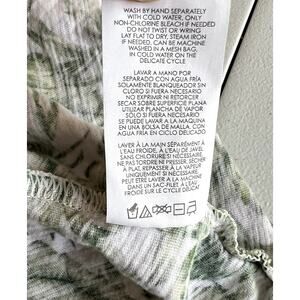 WASH BY HAND SEPARATELY
WITH COLD WATER, ONLY
NON-CHLORINE BLEACH IF NEEDED
DO NOT TWIST OR WRING
LAY FLAT TO DRY, STEAM IRON
IF NEEDED, CAN BE MACHINE
WASHED IN A MESH BAG,
IN COLD WATER ON THE
DELICATE CYCLE
LAVAR A MANO POR
SEPARADO CON AGUA FRÍA
SOLAMENTE BLANQUEADOR SIN
CLORO SI FUERA NECESARIO
NO EXPRIMIR NI RETORCER
SECAR SOBRE SUPERFICIE PLANA
UTILIZAR PLANCHA DE VAPOR
SÓLO SI FUERA NECESARIO
SE PUEDE LAVAR A LA MAQUINA
EN UNA BOLSA DE MALLA, CON
AGUA FRÍA EN CICLO DELICADO
LAVER À LA MAIN SÉPARÉMENT À
L'EAU FROIDE, À L'EAU DE JAVEL
SANS CHLORURE SI NÉCESSAIRE
NE PAS TORDRE NI PRESSER, SÉCHER
À PLAT, REPASSER À LA VAPEUR
UNIQUEMENT SI NÉCESSAIRE
PEUT ÊTRE LAVER À LA MACHINE
DANS UN SAC-FILET À L'EAU
FROIDE SUR LE CYCLE DÉLICAT